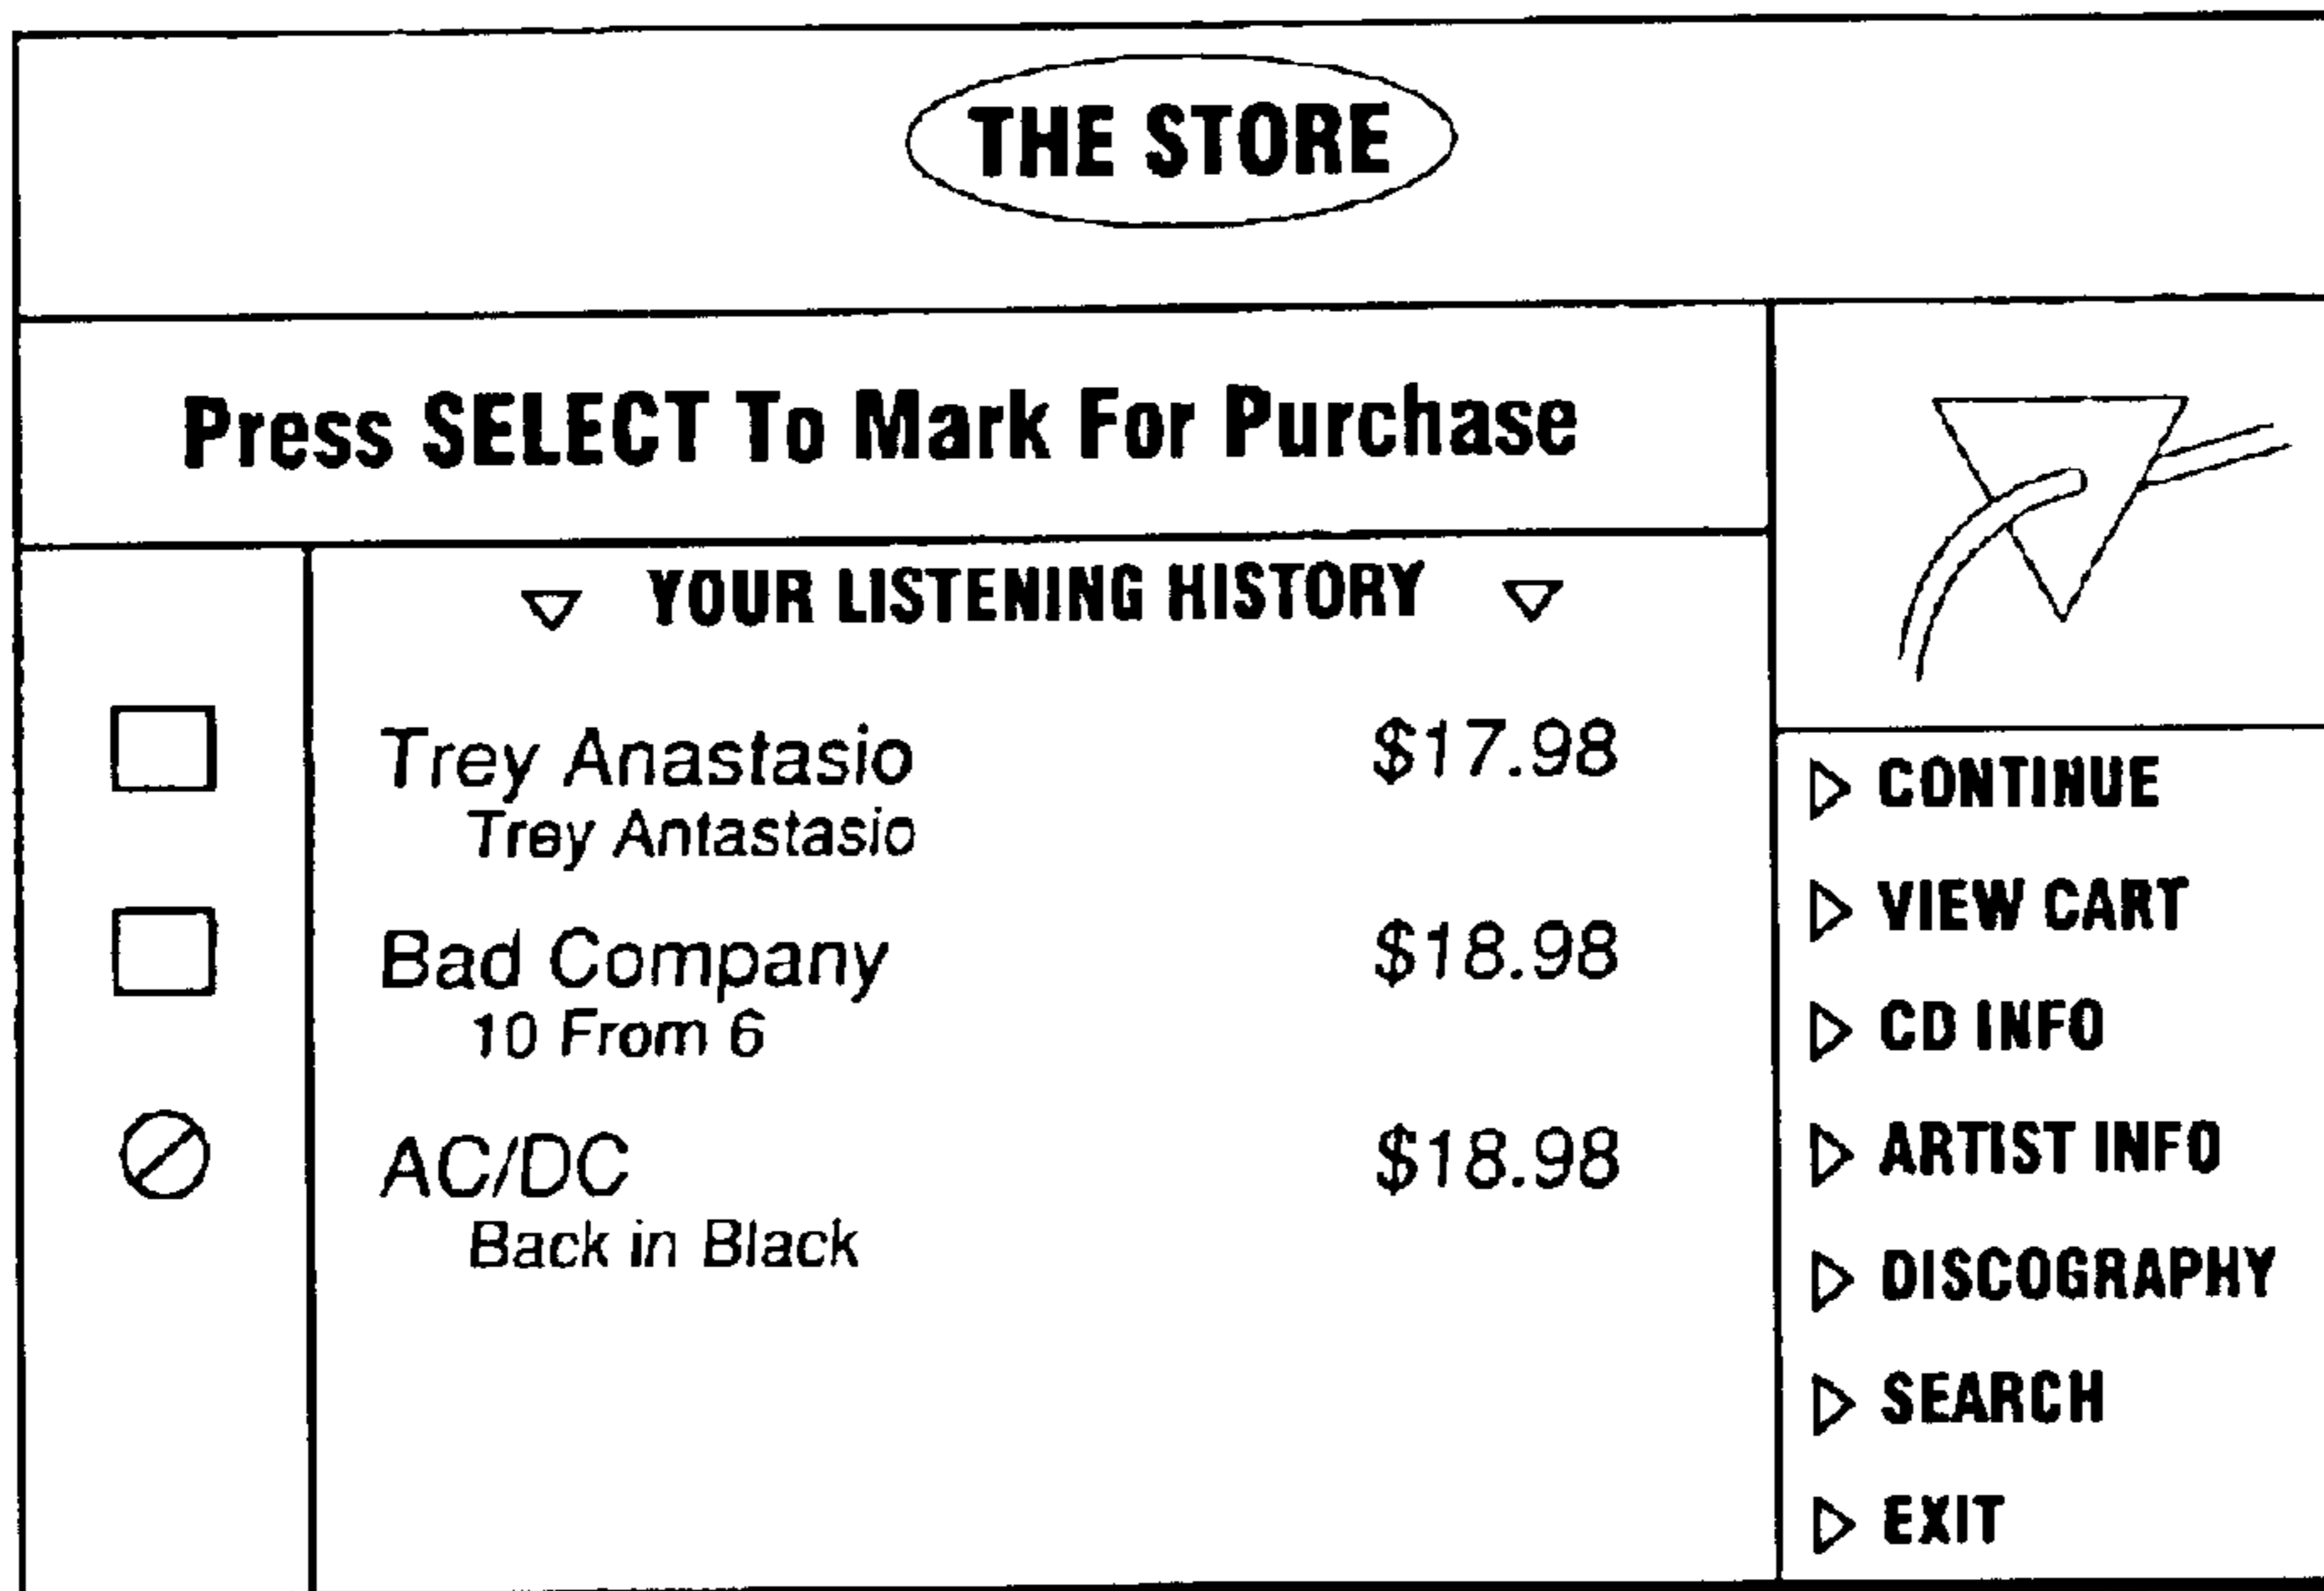 THE STORE
Press SELECT To Mark For Purchase
YOUR LISTENING HISTORY
Trey Anastasio $17.98
Trey Antastasio
Bad Company $18.98
10 From 6
AC/DC $18.98
Back in Black
CONTINUE
VIEW CART
CD INFO
ARTIST INFO
DISCOGRAPHY
SEARCH
EXIT